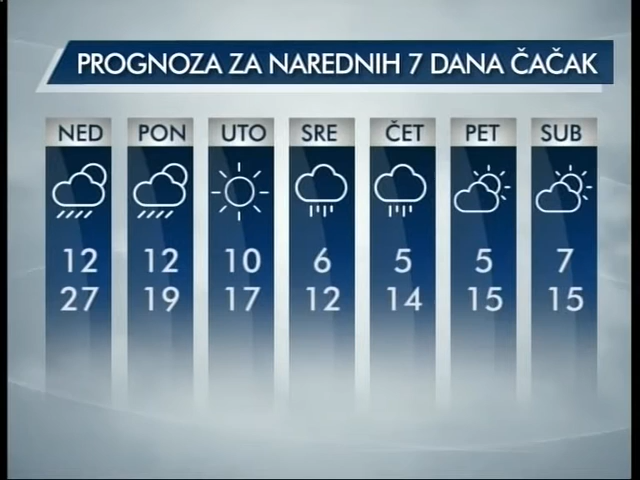 PROGNOZA ZA NAREDNIH 7 DANA ČAČAK
NED PON UTO SRE ČET PET SUB
12 12 10 6 5 5 7
27 19 17 12 14 15 15